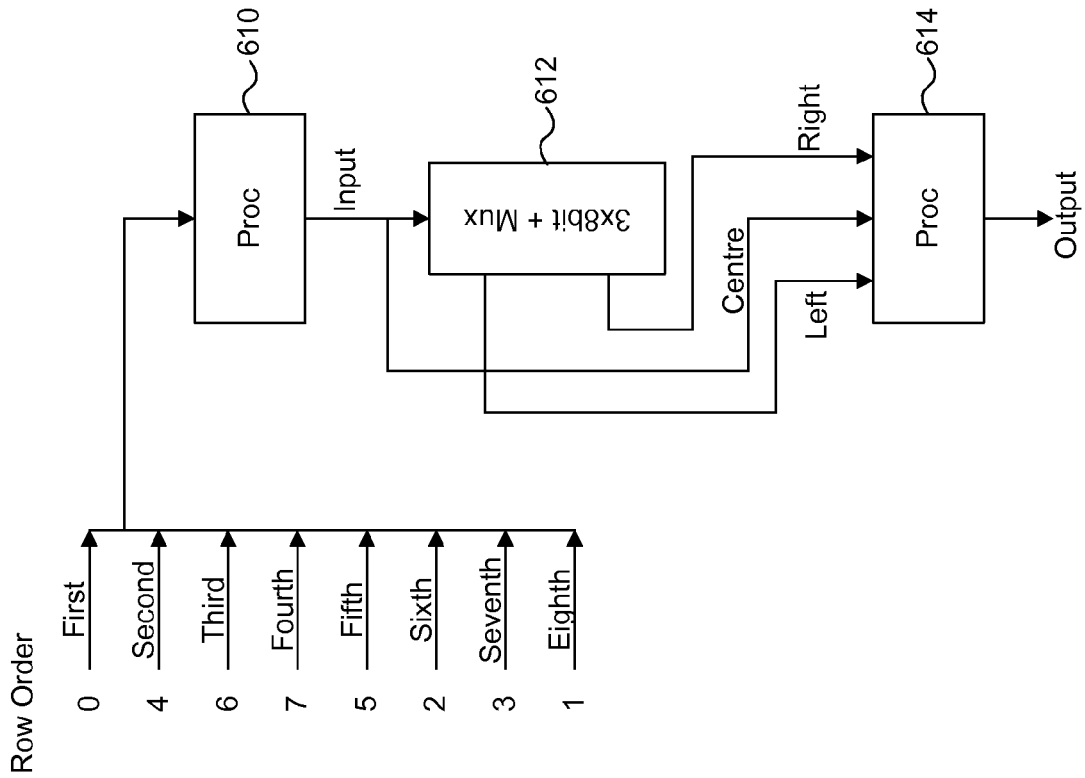 Row Order
0 First
4 Second
6 Third
7 Fourth
5 Fifth
2 Sixth
3 Seventh
1 Eighth
Proc
610
Input
3x8bit + Mux
612
Left
Centre
Right
Proc
614
Output